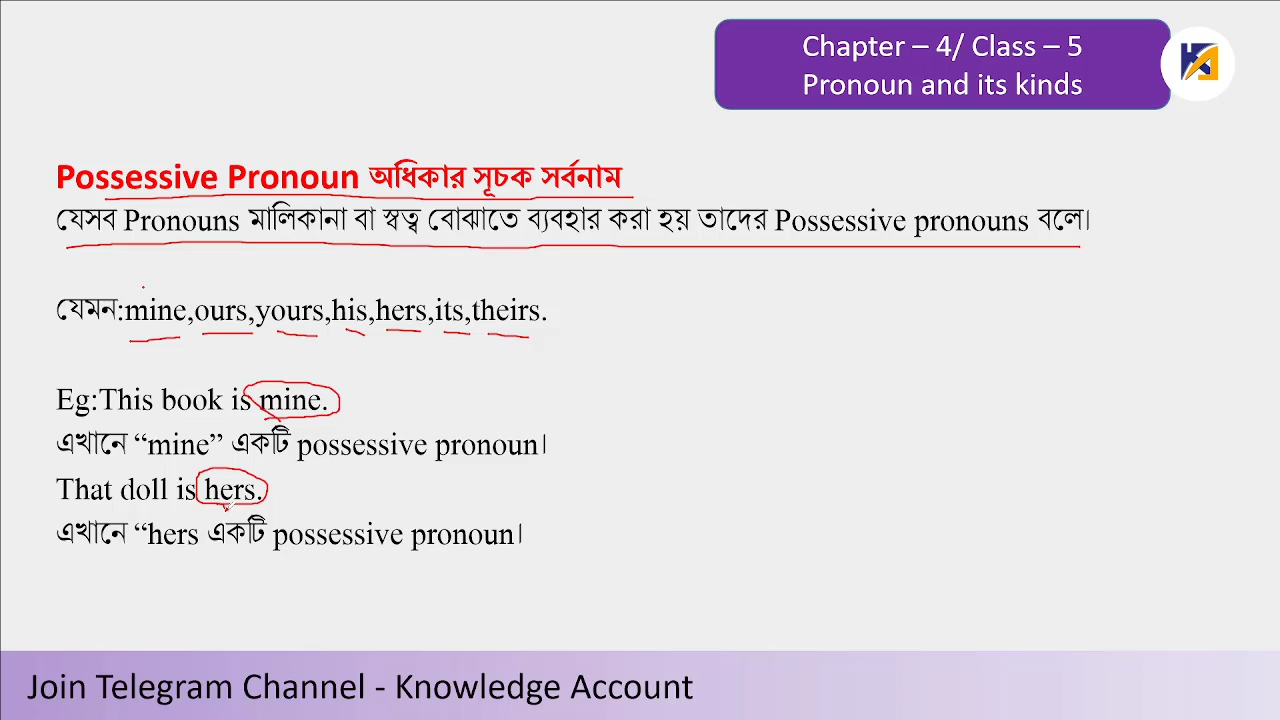 Chapter – 4/ Class – 5
Pronoun and its kinds
Possessive Pronoun অধিকার সূচক সর্বনাম
যেসব Pronouns মালিকানা বা স্বত্ব বোঝাতে ব্যবহার করা হয় তাদের Possessive pronouns বলে।
যেমন:mine,ours,yours,his,hers,its,theirs.
Eg:This book is mine.
এখানে “mine” একটি possessive pronoun।
That doll is hers.
এখানে “hers একটি possessive pronoun।
Join Telegram Channel - Knowledge Account